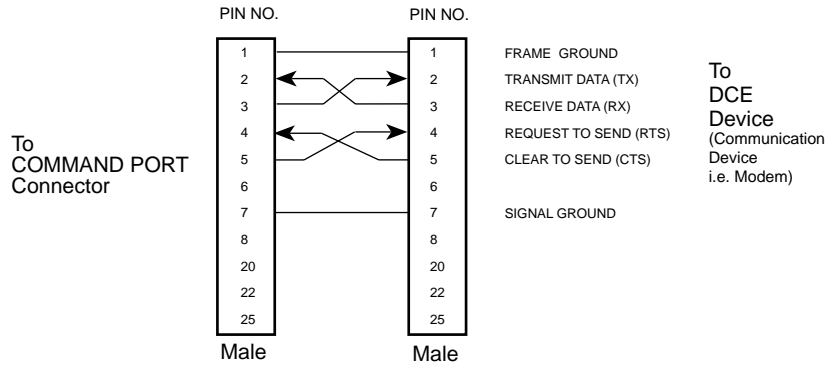 PIN NO. PIN NO.
1 1 FRAME GROUND
2 2 TRANSMIT DATA (TX)
3 3 RECEIVE DATA (RX)
4 4 REQUEST TO SEND (RTS)
5 5 CLEAR TO SEND (CTS)
6 6
7 7 SIGNAL GROUND
8 8
20 20
22 22
25 25
Male Male
To
COMMAND PORT
Connector
To
DCE
Device
(Communication
Device
i.e. Modem)